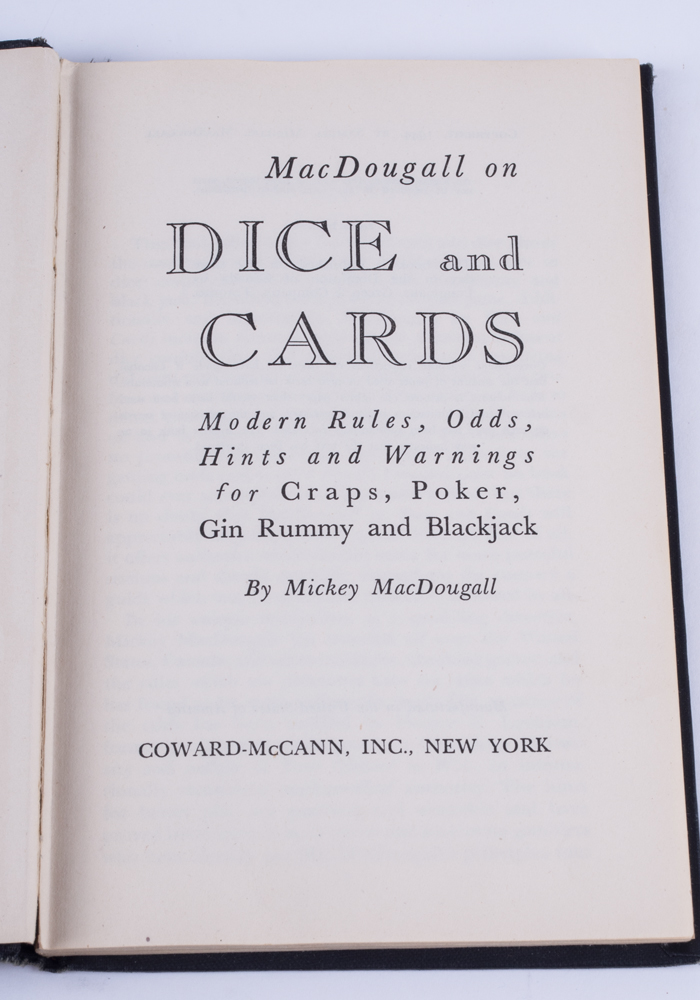 MacDougall on
DICE and
CARDS
Modern Rules, Odds,
Hints and Warnings
for Craps, Poker,
Gin Rummy and Blackjack
By Mickey MacDougall
COWARD-McCANN, INC., NEW YORK